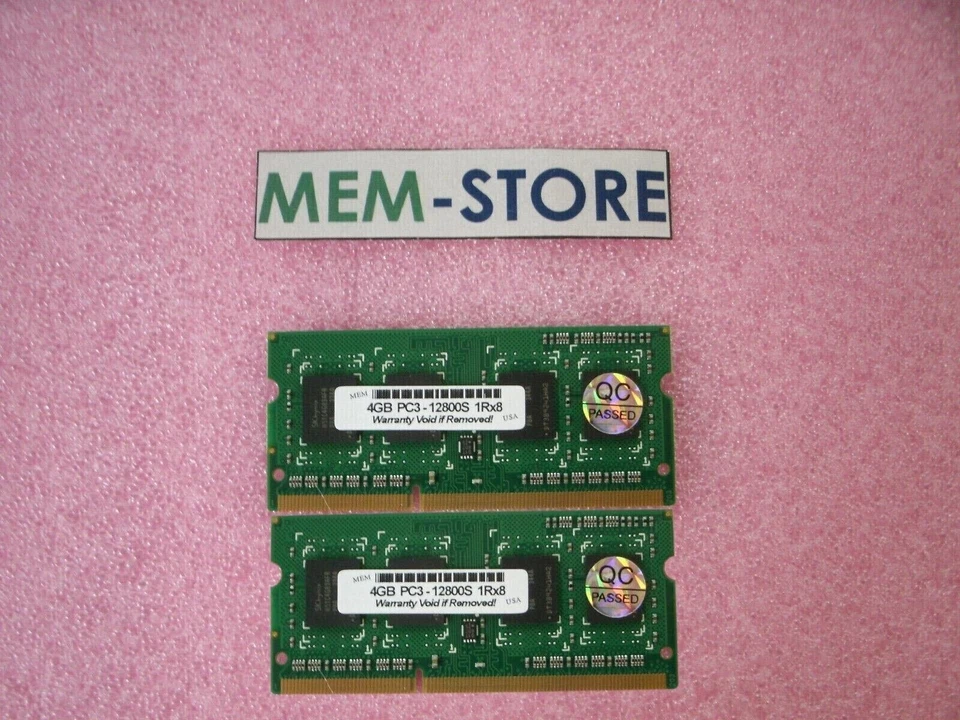 MEM-STORE
MEM
4GB PC3-12800S 1Rx8
Warranty Void if Removed!
USA
QC
PASSED
MEM
4GB PC3-12800S 1Rx8
Warranty Void if Removed!
USA
QC
PASSED